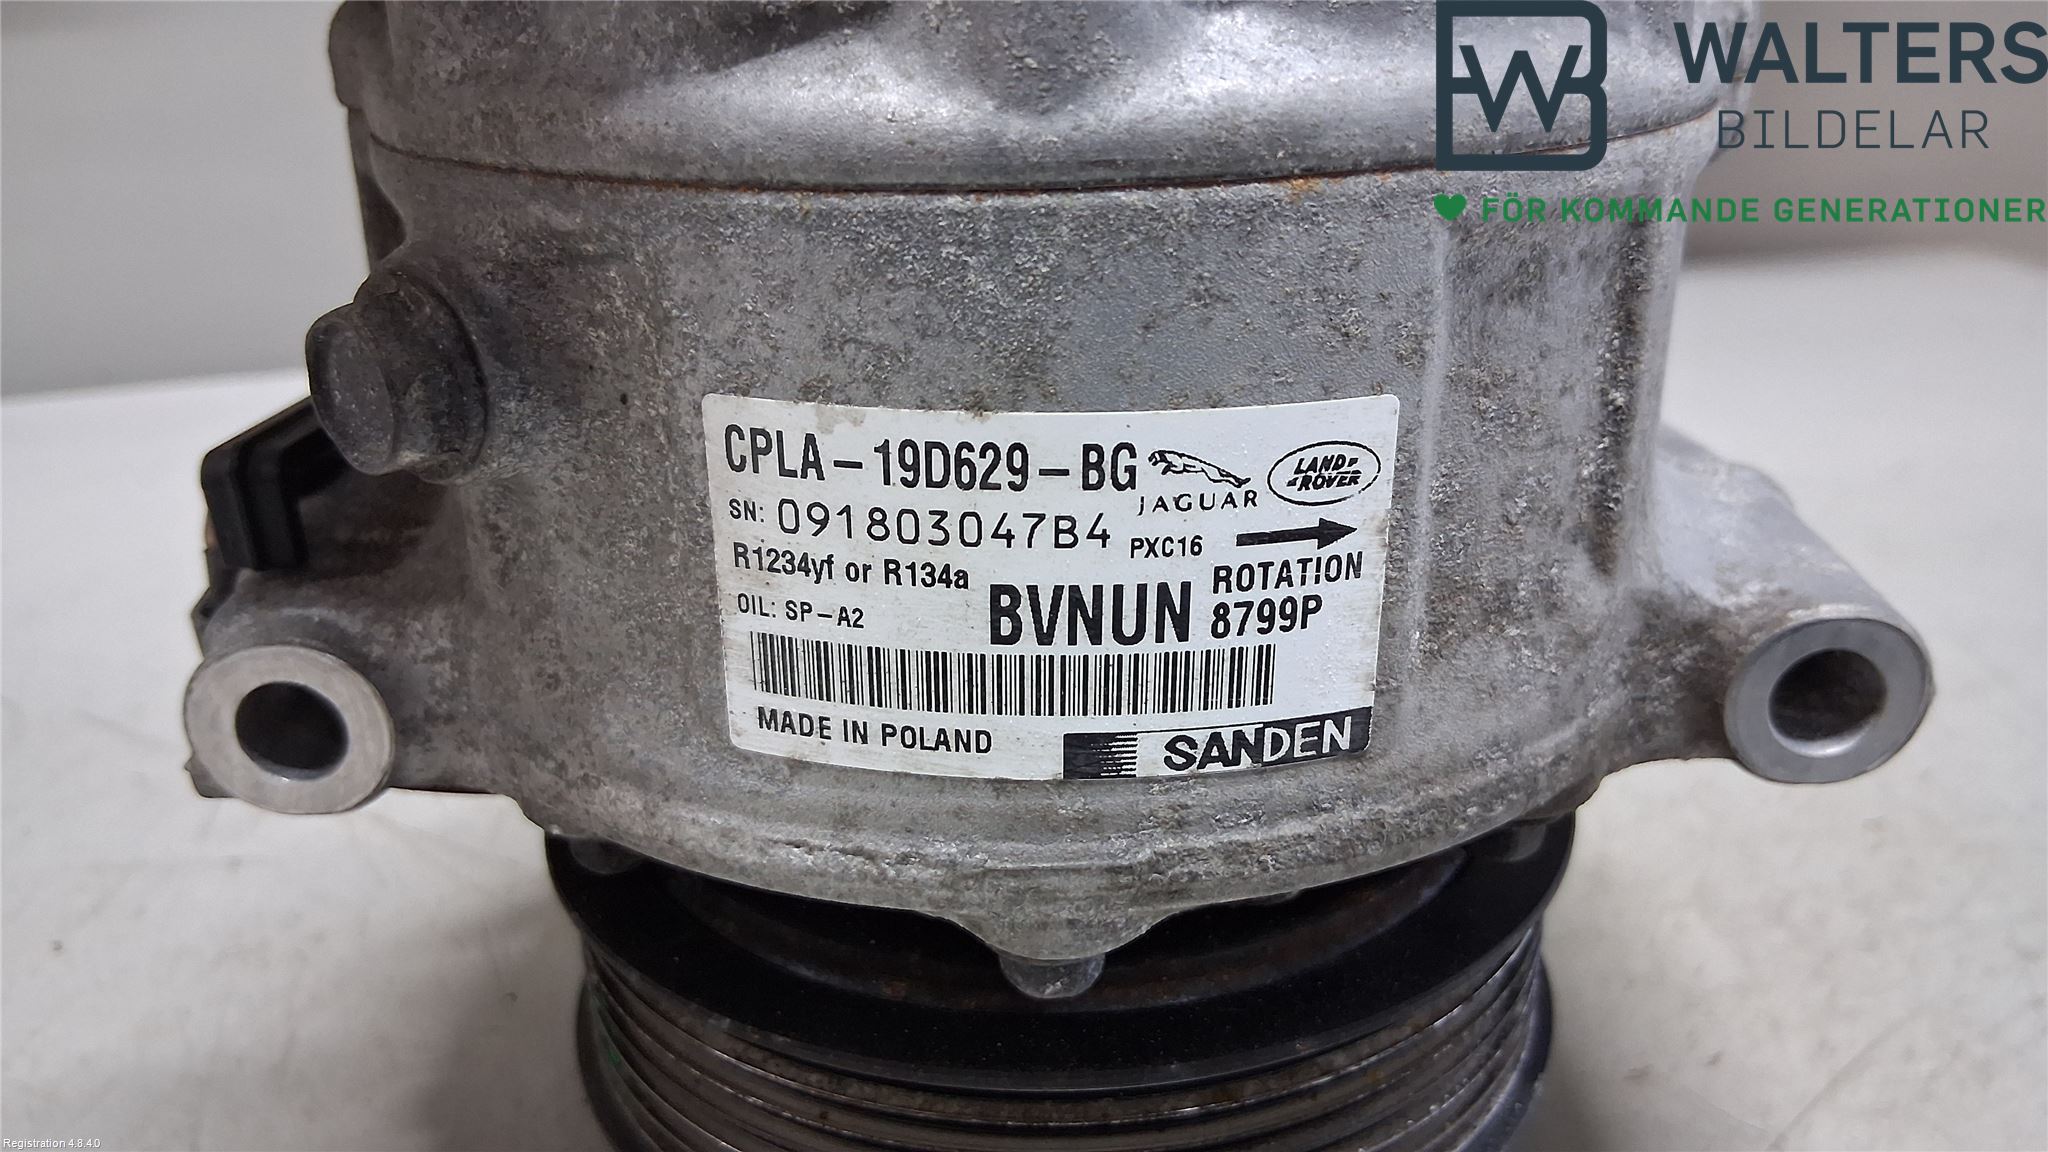 WALTERS
BILDELAR
FÖR KOMMANDE GENERATIONER
CPLA-19D629-BG
JAGUAR
LAND ROVER
SN: 091803047B4
PXC16
R1234yf or R134a
ROTATION
OIL: SP-A2
BVNUN
8799P
MADE IN POLAND
SANDEN
Registration 4.8.4.0